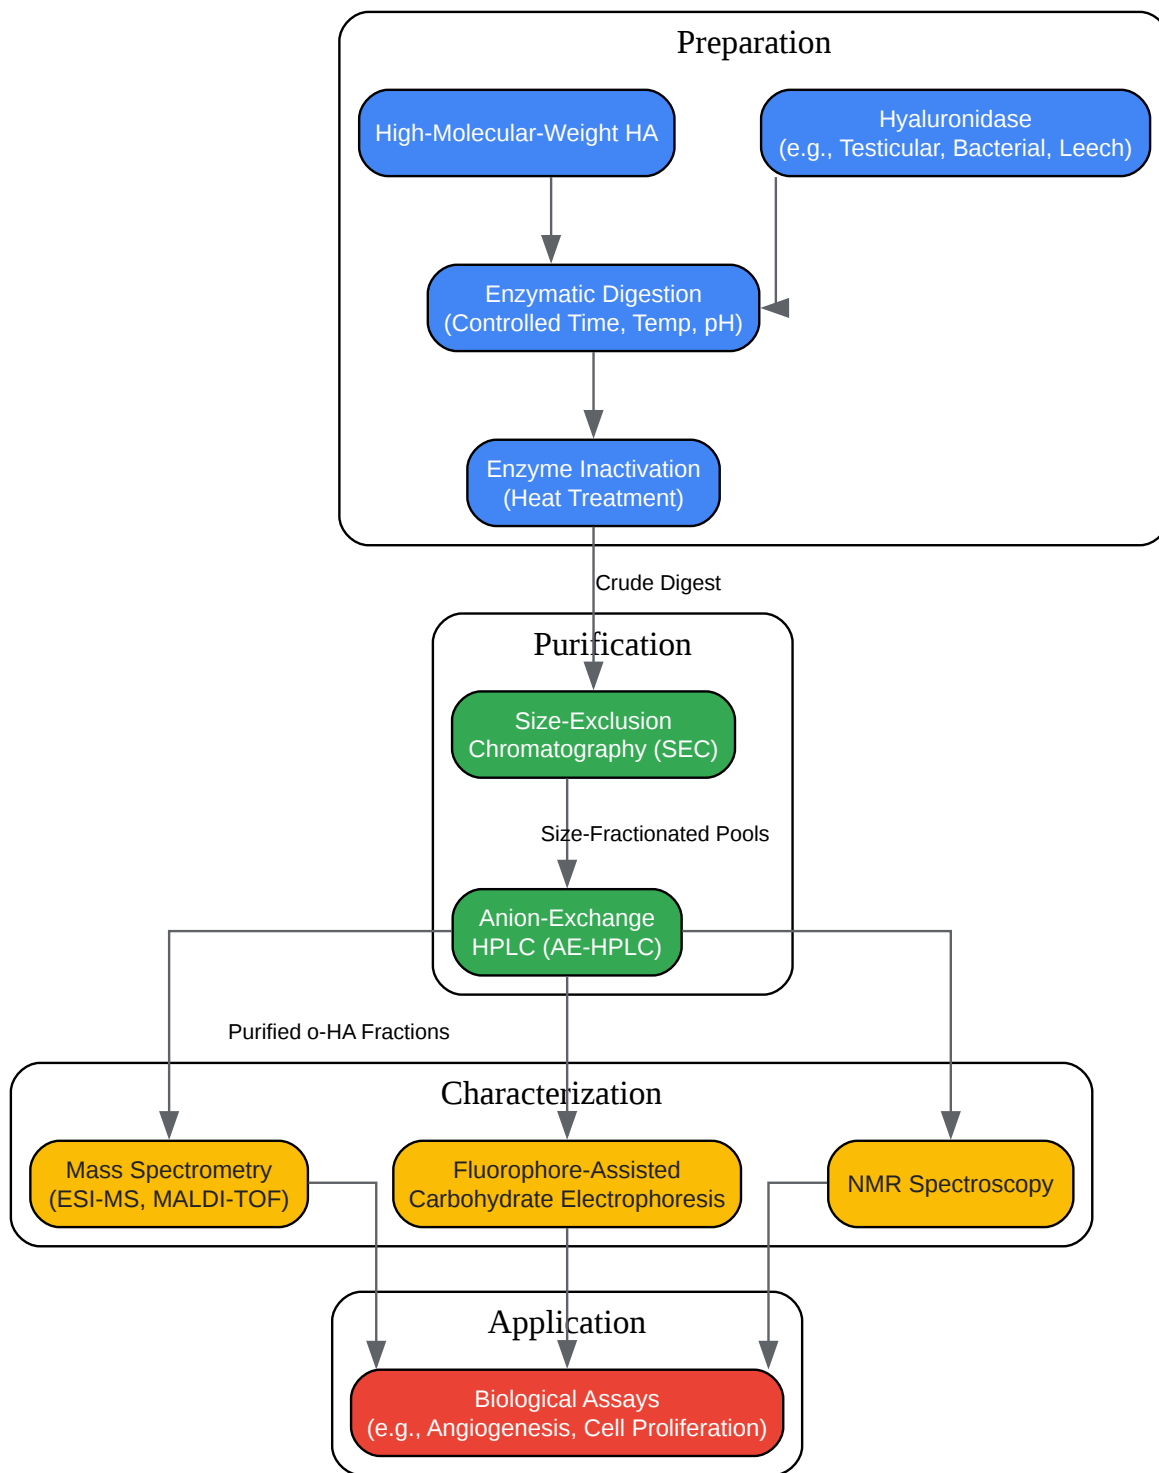 Preparation
High-Molecular-Weight HA
Hyaluronidase
(e.g., Testicular, Bacterial, Leech)
Enzymatic Digestion
(Controlled Time, Temp, pH)
Enzyme Inactivation
(Heat Treatment)
Crude Digest
Purification
Size-Exclusion
Chromatography (SEC)
Size-Fractionated Pools
Anion-Exchange
HPLC (AE-HPLC)
Purified o-HA Fractions
Characterization
Mass Spectrometry
(ESI-MS, MALDI-TOF)
Fluorophore-Assisted
Carbohydrate Electrophoresis
NMR Spectroscopy
Application
Biological Assays
(e.g., Angiogenesis, Cell Proliferation)